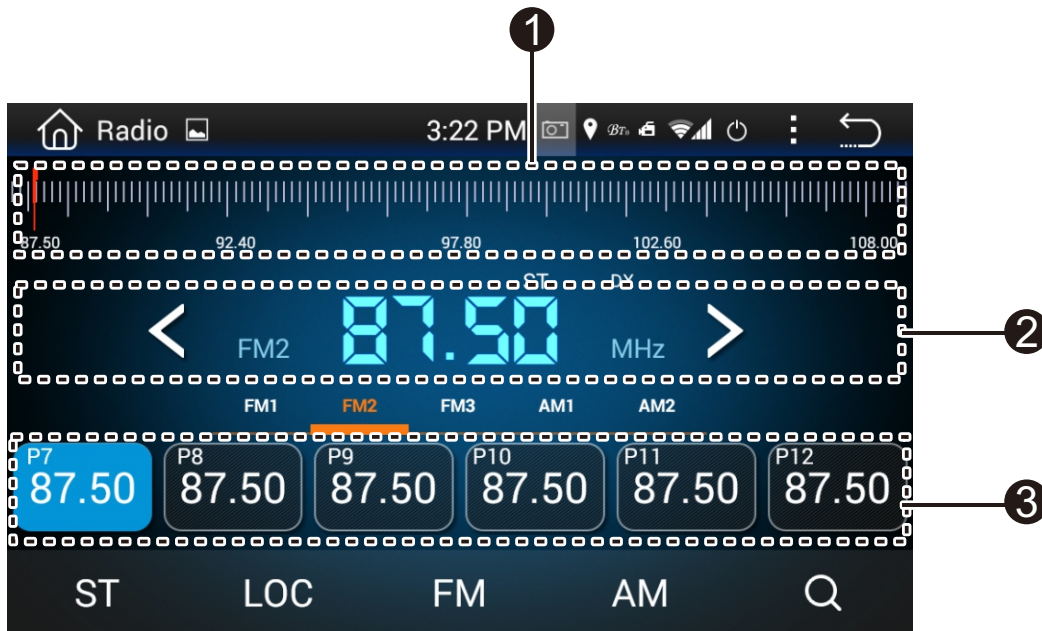 1
Radio 3:22 PM BT
87.50 92.40 97.80 102.60 108.00
ST DX
FM2 87.50 MHz
2
FM1 FM2 FM3 AM1 AM2
P7 P8 P9 P10 P11 P12
87.50 87.50 87.50 87.50 87.50 87.50
3
ST LOC FM AM